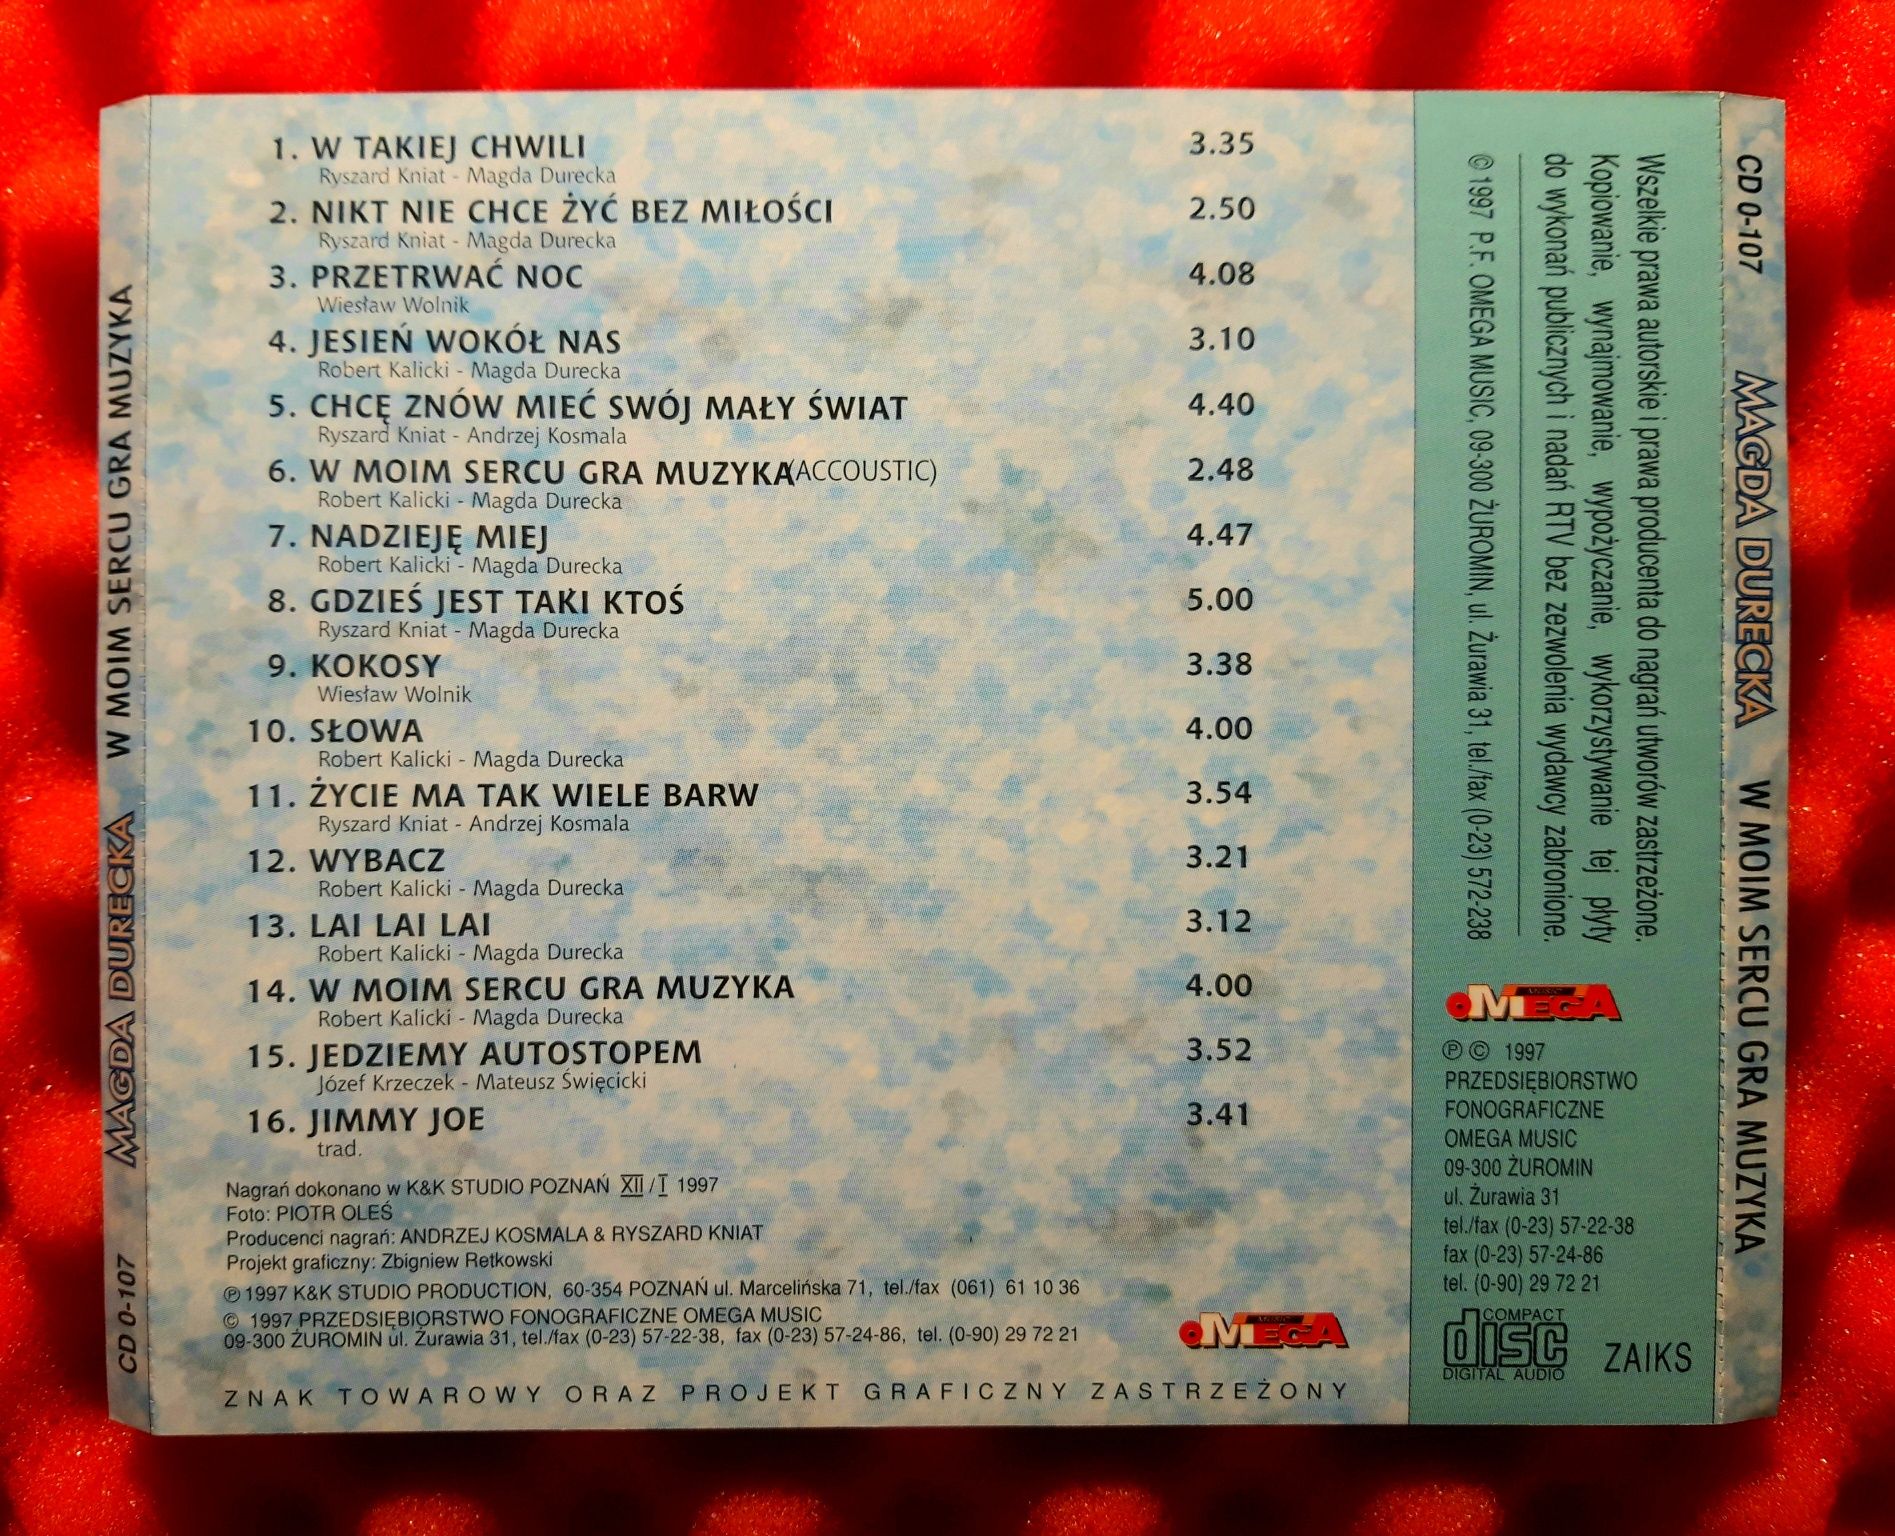 W MOIM SERCU GRA MUZYKA
MAGDA DURECKA
CD 0-107
1. W TAKIEJ CHWILI 3.35
Ryszard Kniat - Magda Durecka
2. NIKT NIE CHCE ŻYĆ BEZ MIŁOŚCI 2.50
Ryszard Kniat - Magda Durecka
3. PRZETRWAĆ NOC 4.08
Wiesław Wolnik
4. JESIEŃ WOKÓŁ NAS 3.10
Robert Kalicki - Magda Durecka
5. CHCĘ ZNÓW MIEĆ SWÓJ MAŁY ŚWIAT 4.40
Ryszard Kniat - Andrzej Kosmala
6. W MOIM SERCU GRA MUZYKA(ACCOUSTIC) 2.48
Robert Kalicki - Magda Durecka
7. NADZIEJĘ MIEJ 4.47
Robert Kalicki - Magda Durecka
8. GDZIEŚ JEST TAKI KTOŚ 5.00
Ryszard Kniat - Magda Durecka
9. KOKOSY 3.38
Wiesław Wolnik
10. SŁOWA 4.00
Robert Kalicki - Magda Durecka
11. ŻYCIE MA TAK WIELE BARW 3.54
Ryszard Kniat - Andrzej Kosmala
12. WYBACZ 3.21
Robert Kalicki - Magda Durecka
13. LAI LAI LAI 3.12
Robert Kalicki - Magda Durecka
14. W MOIM SERCU GRA MUZYKA 4.00
Robert Kalicki - Magda Durecka
15. JEDZIEMY AUTOSTOPEM 3.52
Józef Krzeczek - Mateusz Święcicki
16. JIMMY JOE 3.41
trad.
Nagrań dokonano w K&K STUDIO POZNAŃ XII / I 1997
Foto: PIOTR OLEŚ
Producenci nagrań: ANDRZEJ KOSMALA & RYSZARD KNIAT
Projekt graficzny: Zbigniew Retkowski
℗ 1997 K&K STUDIO PRODUCTION, 60-354 POZNAŃ ul. Marcelińska 71, tel./fax (061) 61 10 36
© 1997 PRZEDSIĘBIORSTWO FONOGRAFICZNE OMEGA MUSIC
09-300 ŻUROMIN ul. Żurawia 31, tel./fax (0-23) 57-22-38, fax (0-23) 57-24-86, tel. (0-90) 29 72 21
MUSIC
OMEGA
ZNAK TOWAROWY ORAZ PROJEKT GRAFICZNY ZASTRZEŻONY
Wszelkie prawa autorskie i prawa producenta do nagrań utworów zastrzeżone.
Kopiowanie, wynajmowanie, wypożyczanie, wykorzystywanie tej płyty
do wykonań publicznych i nadań RTV bez zezwolenia wydawcy zabronione.
© 1997 P.F. OMEGA MUSIC, 09-300 ŻUROMIN, ul. Żurawia 31, tel./fax (0-23) 572-238
MUSIC
OMEGA
℗ © 1997
PRZEDSIĘBIORSTWO
FONOGRAFICZNE
OMEGA MUSIC
09-300 ŻUROMIN
ul. Żurawia 31
tel./fax (0-23) 57-22-38
fax (0-23) 57-24-86
tel. (0-90) 29 72 21
COMPACT
disc
DIGITAL AUDIO
ZAIKS
CD 0-107
MAGDA DURECKA
W MOIM SERCU GRA MUZYKA